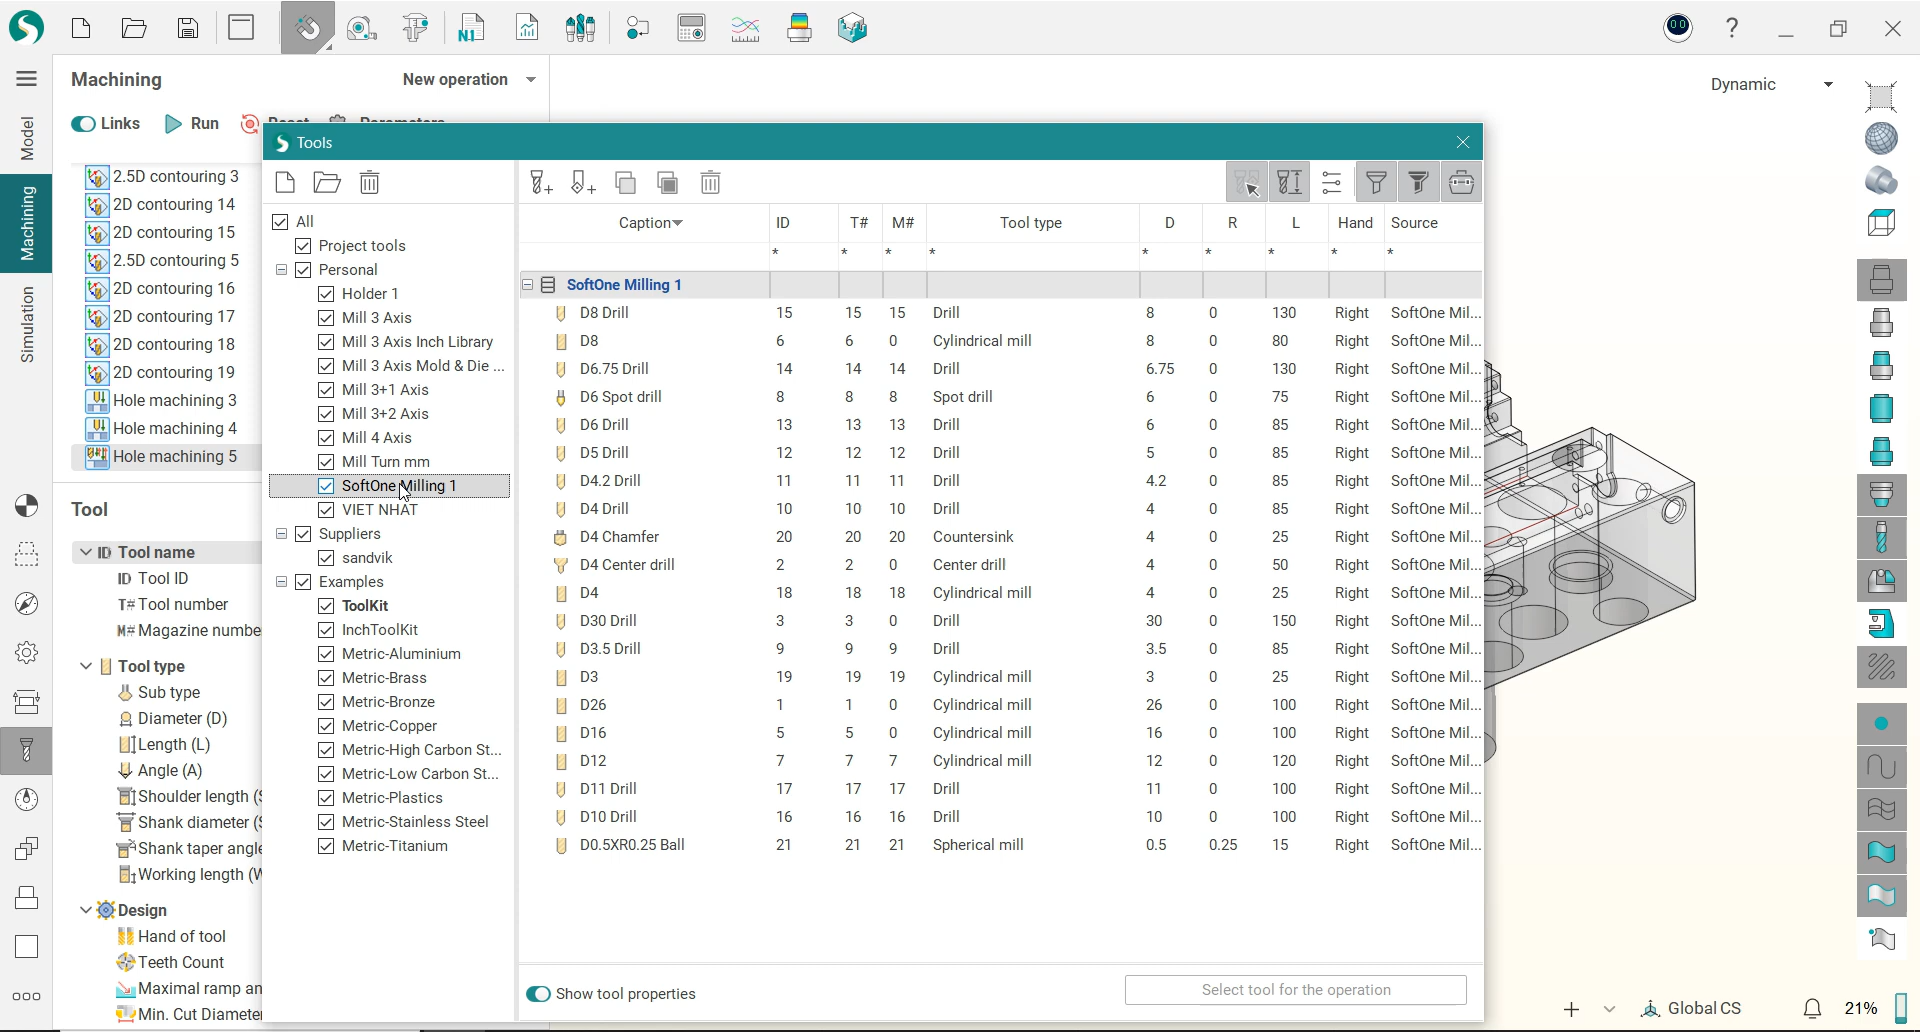 Machining
New operation
Dynamic
Links
Run
Model
Machining
Simulation
2.5D contouring 3
2D contouring 14
2D contouring 15
2.5D contouring 5
2D contouring 16
2D contouring 17
2D contouring 18
2D contouring 19
Hole machining 3
Hole machining 4
Hole machining 5
Tool
ID Tool name
ID Tool ID
T# Tool number
M# Magazine numbe
Tool type
Sub type
Diameter (D)
Length (L)
Angle (A)
Shoulder length (S
Shank diameter (S
Shank taper angle
Working length (W
Design
Hand of tool
Teeth Count
Maximal ramp an
Min. Cut Diameter
Tools
All
Project tools
Personal
Holder 1
Mill 3 Axis
Mill 3 Axis Inch Library
Mill 3 Axis Mold & Die ...
Mill 3+1 Axis
Mill 3+2 Axis
Mill 4 Axis
Mill Turn mm
SoftOne Milling 1
VIET NHAT
Suppliers
sandvik
Examples
ToolKit
InchToolKit
Metric-Aluminium
Metric-Brass
Metric-Bronze
Metric-Copper
Metric-High Carbon St...
Metric-Low Carbon St...
Metric-Plastics
Metric-Stainless Steel
Metric-Titanium
Caption ID T# M# Tool type D R L Hand Source
* * * * * * * * *
SoftOne Milling 1
D8 Drill 15 15 15 Drill 8 0 130 Right SoftOne Mil...
D8 6 6 0 Cylindrical mill 8 0 80 Right SoftOne Mil...
D6.75 Drill 14 14 14 Drill 6.75 0 130 Right SoftOne Mil...
D6 Spot drill 8 8 8 Spot drill 6 0 75 Right SoftOne Mil...
D6 Drill 13 13 13 Drill 6 0 85 Right SoftOne Mil...
D5 Drill 12 12 12 Drill 5 0 85 Right SoftOne Mil...
D4.2 Drill 11 11 11 Drill 4.2 0 85 Right SoftOne Mil...
D4 Drill 10 10 10 Drill 4 0 85 Right SoftOne Mil...
D4 Chamfer 20 20 20 Countersink 4 0 25 Right SoftOne Mil...
D4 Center drill 2 2 0 Center drill 4 0 50 Right SoftOne Mil...
D4 18 18 18 Cylindrical mill 4 0 25 Right SoftOne Mil...
D30 Drill 3 3 0 Drill 30 0 150 Right SoftOne Mil...
D3.5 Drill 9 9 9 Drill 3.5 0 85 Right SoftOne Mil...
D3 19 19 19 Cylindrical mill 3 0 25 Right SoftOne Mil...
D26 1 1 0 Cylindrical mill 26 0 100 Right SoftOne Mil...
D16 5 5 0 Cylindrical mill 16 0 100 Right SoftOne Mil...
D12 7 7 7 Cylindrical mill 12 0 120 Right SoftOne Mil...
D11 Drill 17 17 17 Drill 11 0 100 Right SoftOne Mil...
D10 Drill 16 16 16 Drill 10 0 100 Right SoftOne Mil...
D0.5XR0.25 Ball 21 21 21 Spherical mill 0.5 0.25 15 Right SoftOne Mil...
Show tool properties
Select tool for the operation
Global CS
21%